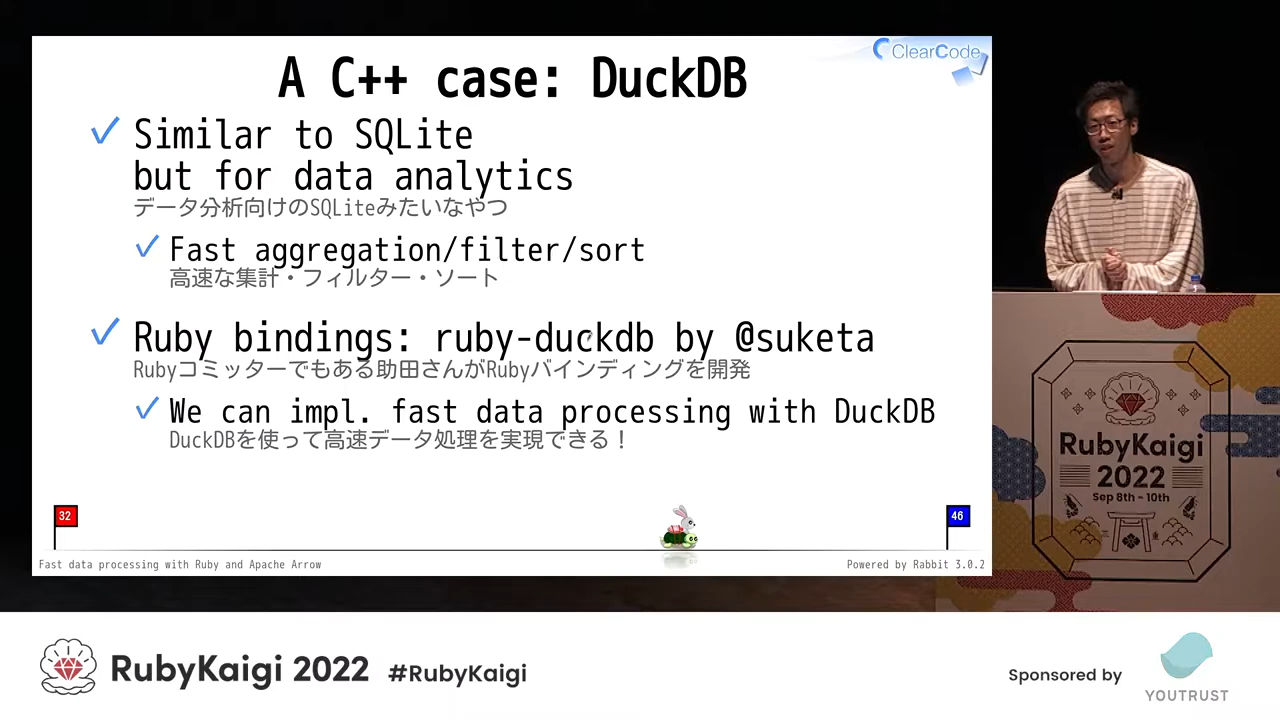 ClearCode
A C++ case: DuckDB
Similar to SQLite
but for data analytics
データ分析向けのSQLiteみたいなやつ
Fast aggregation/filter/sort
高速な集計・フィルター・ソート
Ruby bindings: ruby-duckdb by @suketa
Rubyコミッターでもある助田さんがRubyバインディングを開発
We can impl. fast data processing with DuckDB
DuckDBを使って高速データ処理を実現できる！
32
46
Fast data processing with Ruby and Apache Arrow
Powered by Rabbit 3.0.2
RubyKaigi
2022
Sep 8th - 10th
RubyKaigi 2022 #RubyKaigi
Sponsored by
YOUTRUST